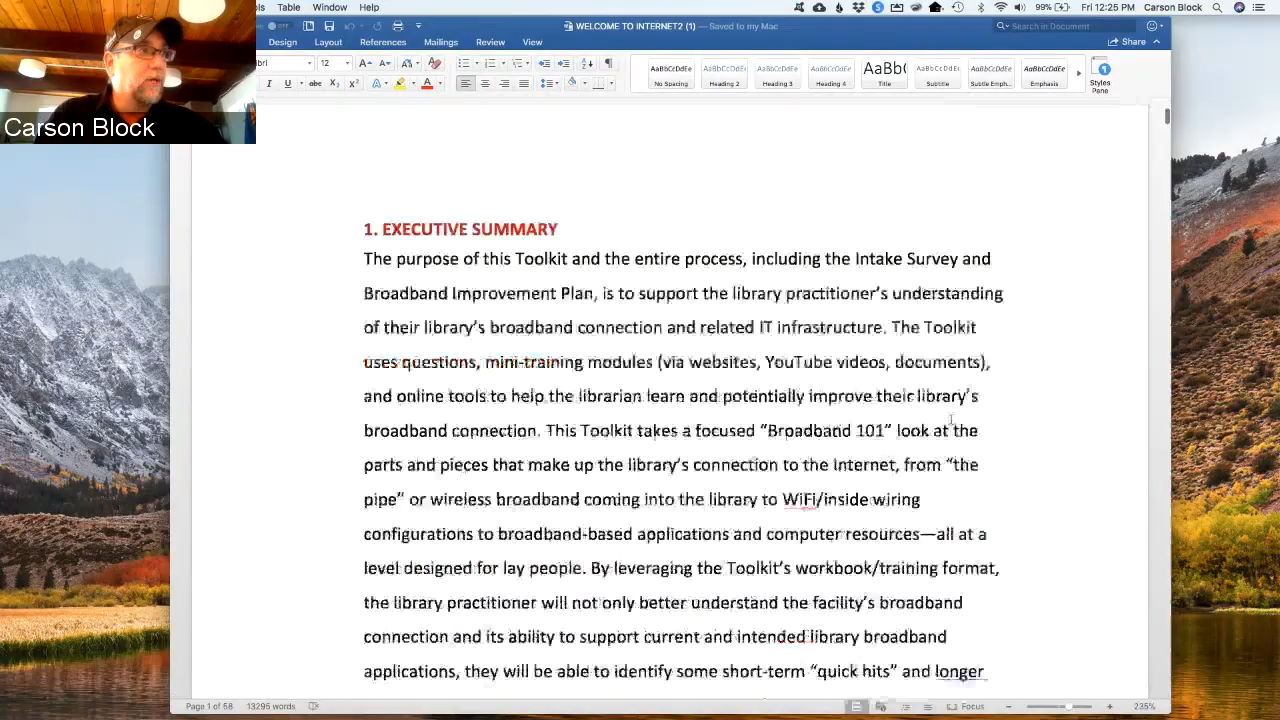 ols Table Window Help
99% Fri 12:25 PM Carson Block
WELCOME TO INTERNET2 (1) — Saved to my Mac
Search in Document
Design Layout References Mailings Review View
Share
bri 12
AaBbCcDd No Spacing
AaBbCcDdE Heading 2
AaBbCcDd Heading 3
AaBbCcDd Heading 4
AaBbC Title
AaBbCcDdEe Subtitle
AaBbCcDdE Subtle Emph...
AaBbCcDdE Emphasis
Styles
Pane
Carson Block
1. EXECUTIVE SUMMARY
The purpose of this Toolkit and the entire process, including the Intake Survey and
Broadband Improvement Plan, is to support the library practitioner’s understanding
of their library’s broadband connection and related IT infrastructure. The Toolkit
uses questions, mini-training modules (via websites, YouTube videos, documents),
and online tools to help the librarian learn and potentially improve their library’s
broadband connection. This Toolkit takes a focused “Broadband 101” look at the
parts and pieces that make up the library’s connection to the Internet, from “the
pipe” or wireless broadband coming into the library to WiFi/inside wiring
configurations to broadband-based applications and computer resources—all at a
level designed for lay people. By leveraging the Toolkit’s workbook/training format,
the library practitioner will not only better understand the facility’s broadband
connection and its ability to support current and intended library broadband
applications, they will be able to identify some short-term “quick hits” and longer
Page 1 of 58 13295 words Focus 235%